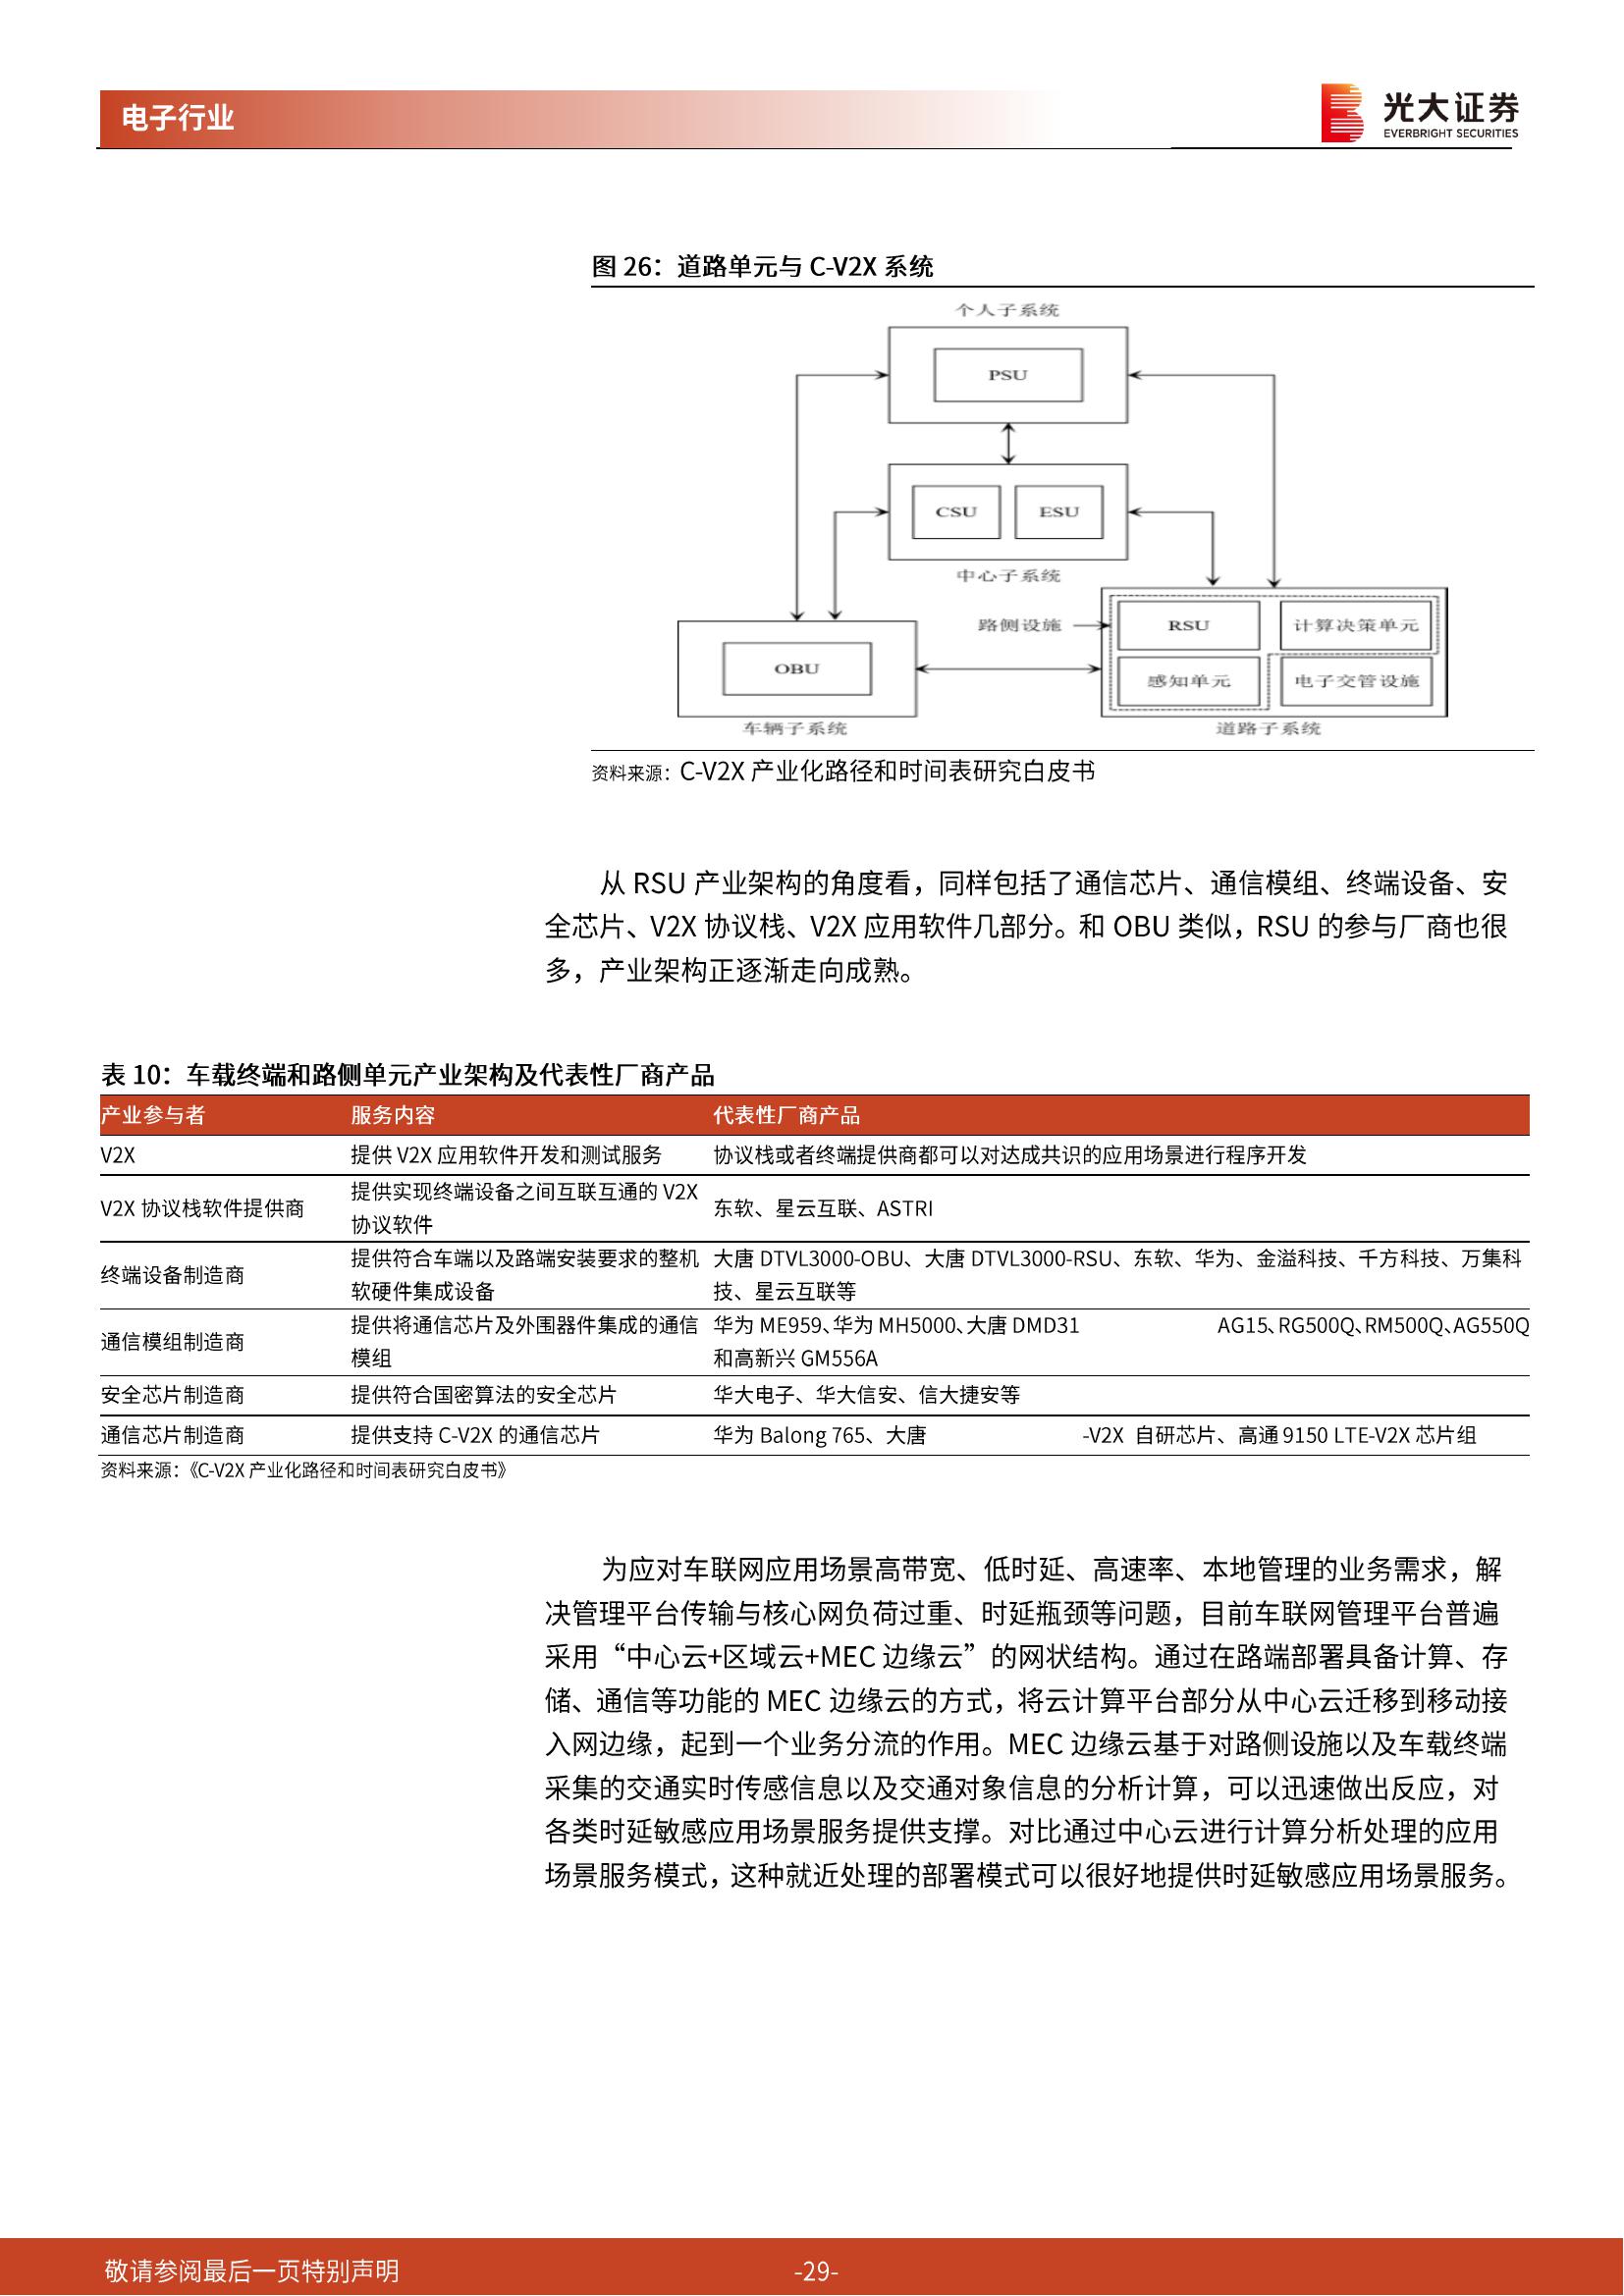 电子行业
光大证券
EVERBRIGHT SECURITIES
图 26：道路单元与 C-V2X 系统
个人子系统
PSU
CSU
ESU
中心子系统
路侧设施
RSU
计算决策单元
OBU
感知单元
电子交管设施
车辆子系统
道路子系统
资料来源：C-V2X 产业化路径和时间表研究白皮书
从 RSU 产业架构的角度看，同样包括了通信芯片、通信模组、终端设备、安
全芯片、V2X 协议栈、V2X 应用软件几部分。和 OBU 类似，RSU 的参与厂商也很
多，产业架构正逐渐走向成熟。
表 10：车载终端和路侧单元产业架构及代表性厂商产品
产业参与者 服务内容 代表性厂商产品
V2X 提供 V2X 应用软件开发和测试服务 协议栈或者终端提供商都可以对达成共识的应用场景进行程序开发
V2X 协议栈软件提供商 提供实现终端设备之间互联互通的 V2X
协议软件 东软、星云互联、ASTRI
终端设备制造商 提供符合车端以及路端安装要求的整机
软硬件集成设备 大唐 DTVL3000-OBU、大唐 DTVL3000-RSU、东软、华为、金溢科技、千方科技、万集科
技、星云互联等
通信模组制造商 提供将通信芯片及外围器件集成的通信
模组 华为 ME959、华为 MH5000、大唐 DMD31 AG15、RG500Q、RM500Q、AG550Q
和高新兴 GM556A
安全芯片制造商 提供符合国密算法的安全芯片 华大电子、华大信安、信大捷安等
通信芯片制造商 提供支持 C-V2X 的通信芯片 华为 Balong 765、大唐 -V2X 自研芯片、高通 9150 LTE-V2X 芯片组
资料来源：《C-V2X 产业化路径和时间表研究白皮书》
为应对车联网应用场景高带宽、低时延、高速率、本地管理的业务需求，解
决管理平台传输与核心网负荷过重、时延瓶颈等问题，目前车联网管理平台普遍
采用“中心云+区域云+MEC 边缘云”的网状结构。通过在路端部署具备计算、存
储、通信等功能的 MEC 边缘云的方式，将云计算平台部分从中心云迁移到移动接
入网边缘，起到一个业务分流的作用。MEC 边缘云基于对路侧设施以及车载终端
采集的交通实时传感信息以及交通对象信息的分析计算，可以迅速做出反应，对
各类时延敏感应用场景服务提供支撑。对比通过中心云进行计算分析处理的应用
场景服务模式，这种就近处理的部署模式可以很好地提供时延敏感应用场景服务。
敬请参阅最后一页特别声明
-29-